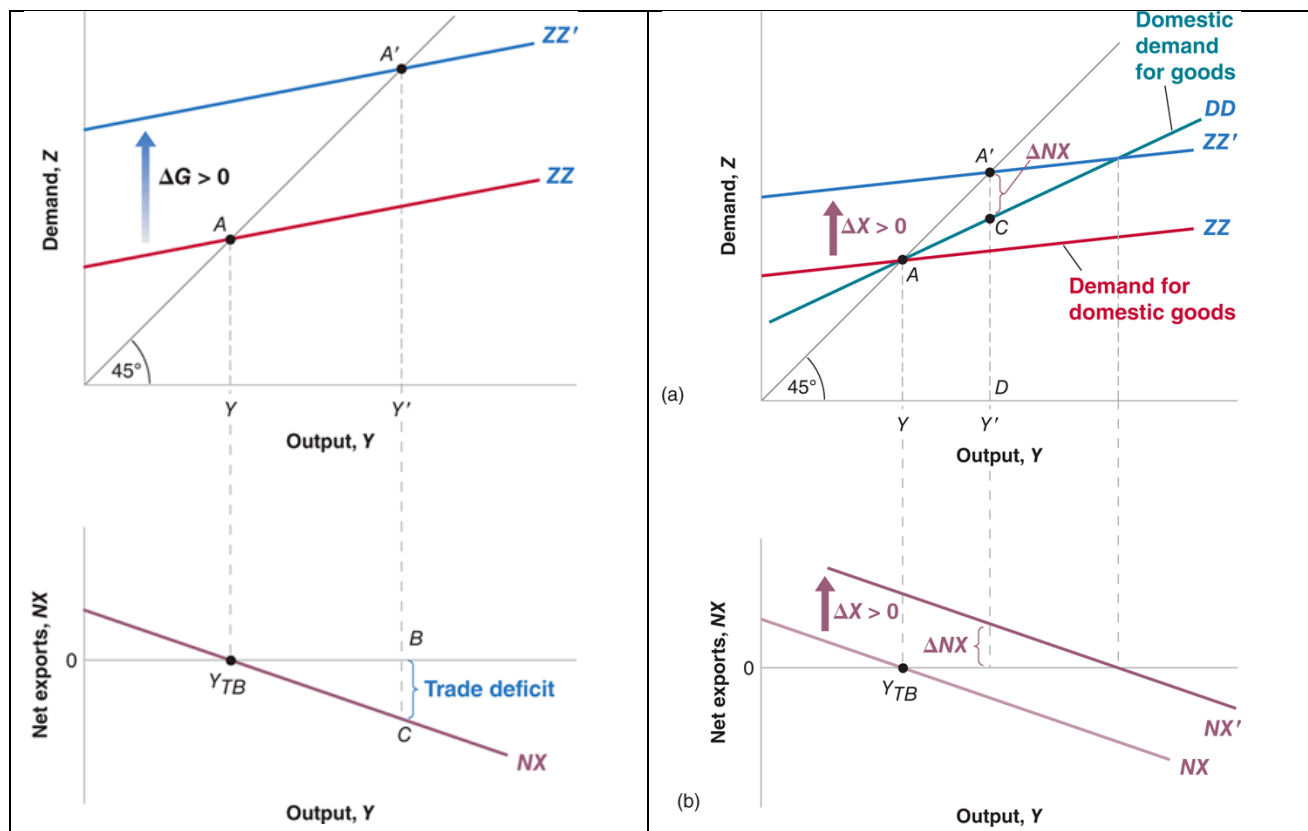 ZZ′
A′
Demand, Z
ΔG > 0
ZZ
A
45°
Y
Y′
Output, Y
Net exports, NX
0
B
Y_TB
Trade deficit
C
NX
Output, Y
Domestic
demand
for goods
DD
ZZ′
A′
ΔNX
Demand, Z
ΔX > 0
C
ZZ
A
Demand for
domestic goods
45°
D
(a)
Y
Y′
Output, Y
Net exports, NX
ΔX > 0
ΔNX
0
Y_TB
NX′
NX
(b)
Output, Y